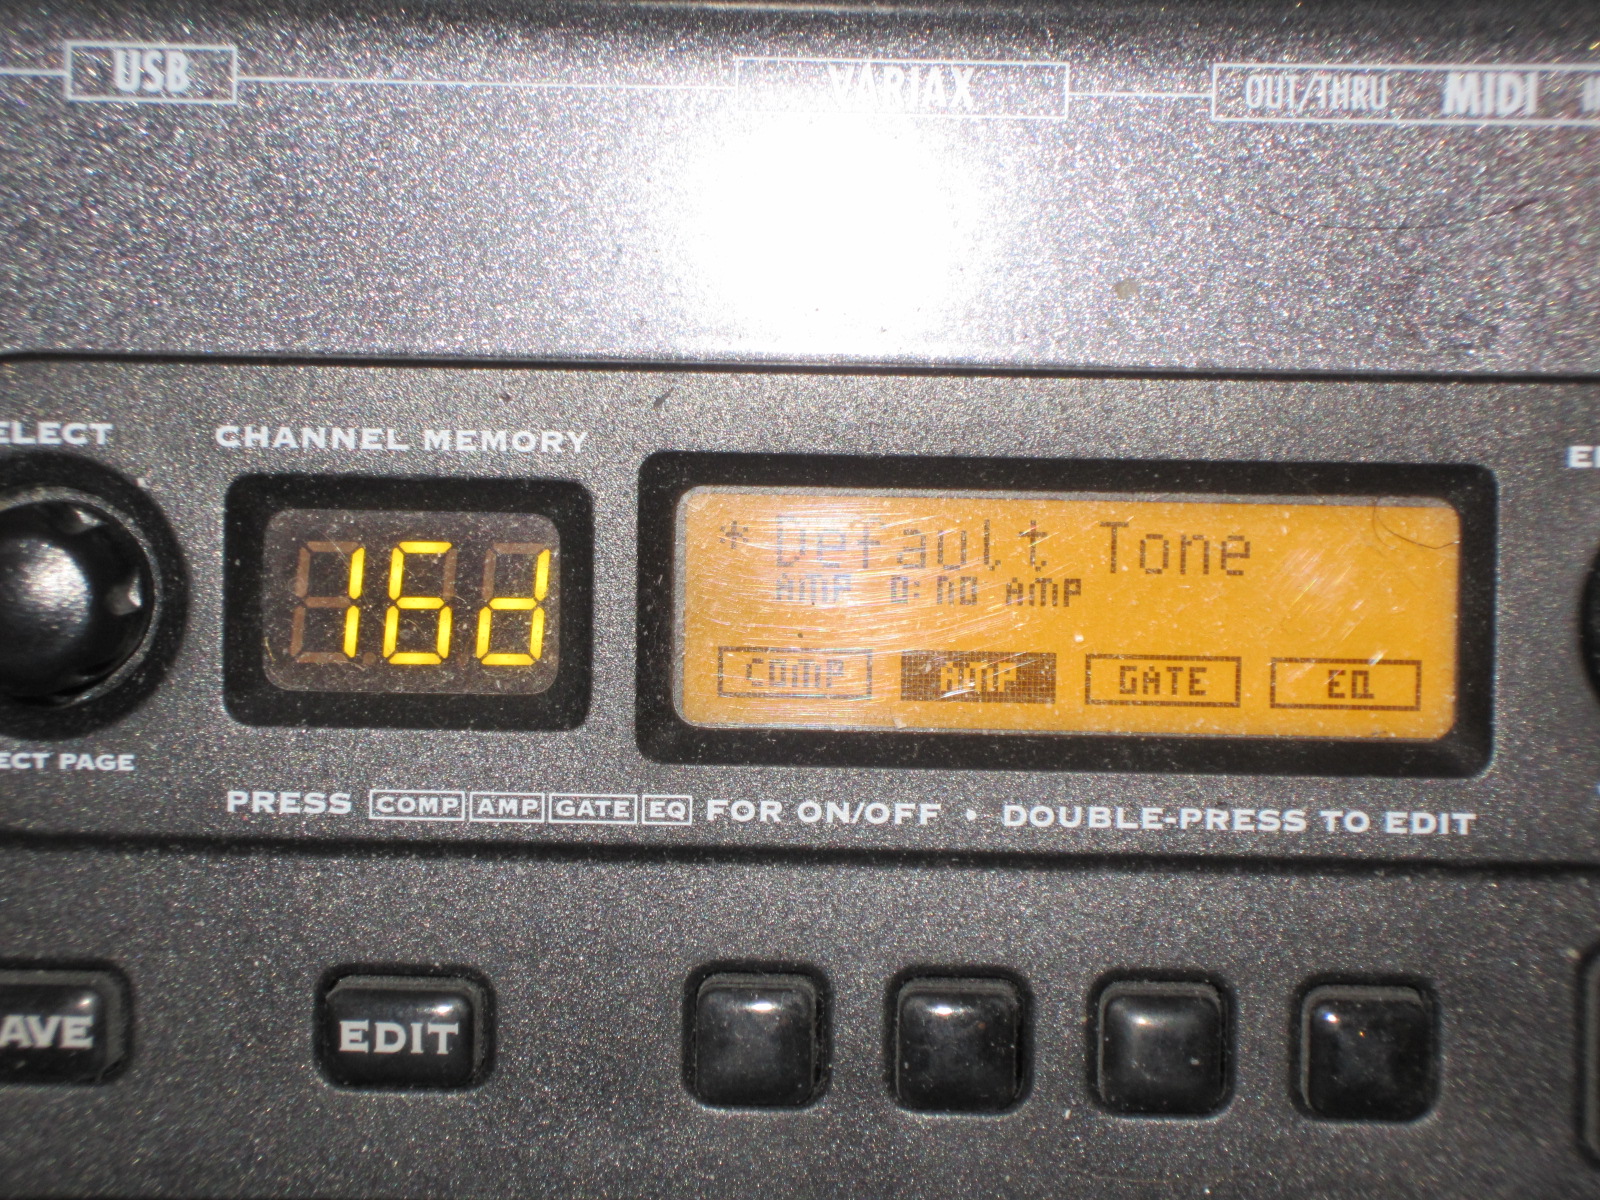 USB VARIAX OUT/THRU MIDI
ELECT CHANNEL MEMORY
16d
* Default Tone
AMP 0: NO AMP
COMP AMP GATE EQ
ECT PAGE
PRESS COMP AMP GATE EQ FOR ON/OFF • DOUBLE-PRESS TO EDIT
AVE EDIT